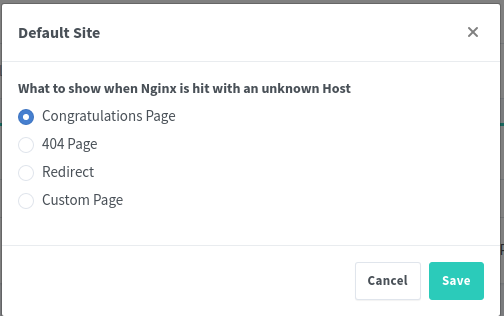 Default Site
What to show when Nginx is hit with an unknown Host
Congratulations Page
404 Page
Redirect
Custom Page
Cancel
Save